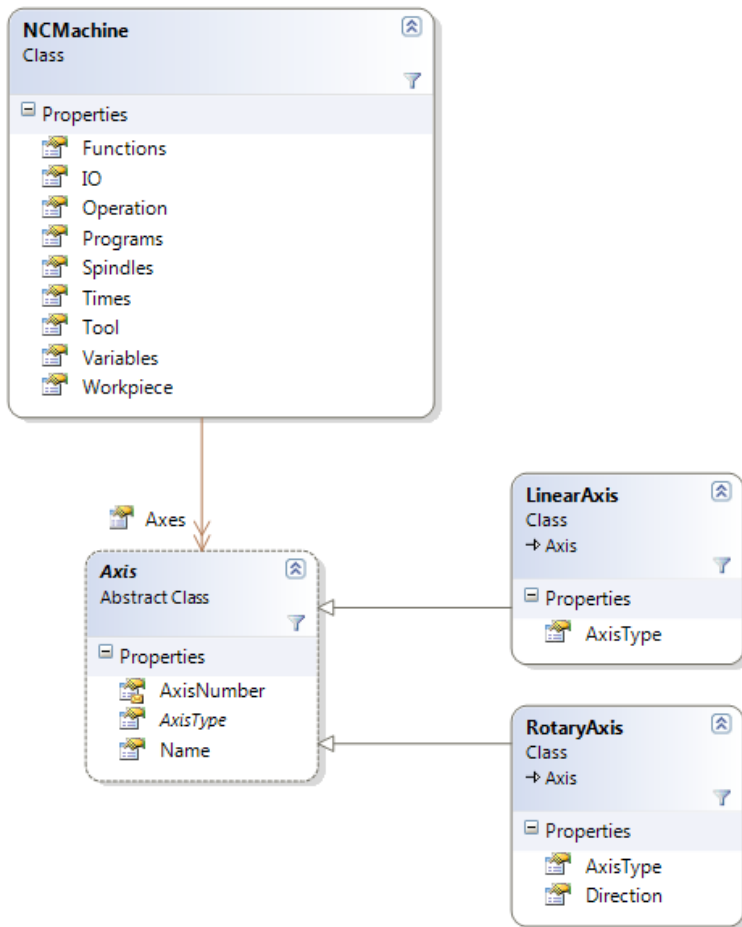 NCMachine
Class
Properties
Functions
IO
Operation
Programs
Spindles
Times
Tool
Variables
Workpiece
Axes
Axis
Abstract Class
Properties
AxisNumber
AxisType
Name
LinearAxis
Class
Axis
Properties
AxisType
RotaryAxis
Class
Axis
Properties
AxisType
Direction